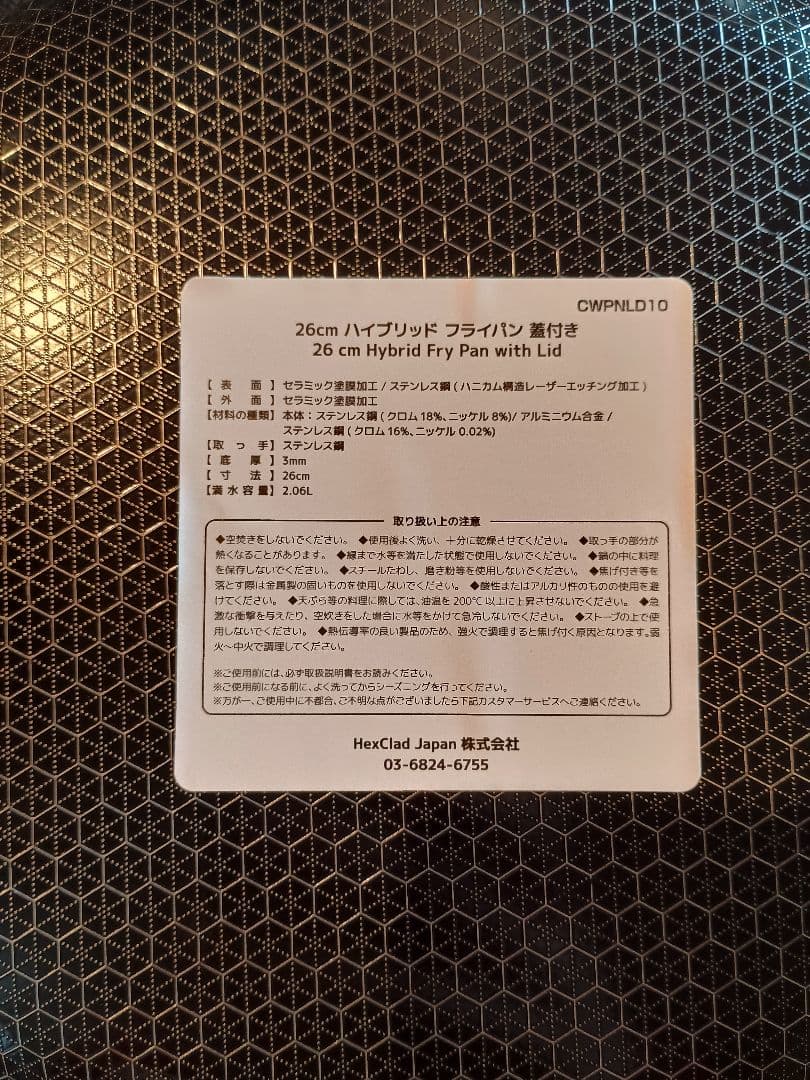 CWPNLD10
26cm ハイブリッド フライパン 蓋付き
26 cm Hybrid Fry Pan with Lid
【 表 面 】 セラミック塗膜加工 / ステンレス鋼 ( ハニカム構造レーザーエッチング加工 )
【 外 面 】 セラミック塗膜加工
【材料の種類】 本体：ステンレス鋼 ( クロム 18%、ニッケル 8%)/ アルミニウム合金 /
ステンレス鋼 ( クロム 16%、ニッケル 0.02%)
【 取 っ 手 】 ステンレス鋼
【 底 厚 】 3mm
【 寸 法 】 26cm
【満 水 容 量】 2.06L
取り扱い上の注意
◆空焚きをしないでください。 ◆使用後よく洗い、十分に乾燥させてください。 ◆取っ手の部分が
熱くなることがあります。 ◆縁まで水等を満たした状態で使用しないでください。 ◆鍋の中に料理
を保存しないでください。 ◆スチールたわし、磨き粉等を使用しないでください。 ◆焦げ付き等を
落とす際は金属製の固いものを使用しないでください。 ◆酸性またはアルカリ性のものの使用を避
けてください。 ◆天ぷら等の料理に際しては、油温を 200℃ 以上に上昇させないでください。 ◆急
激な衝撃を与えたり、空炊きをした場合に水等をかけて急冷しないでください。 ◆ストーブの上で使
用しないでください。 ◆熱伝導率の良い製品のため、強火で調理すると焦げ付く原因となります。弱
火〜中火で調理してください。
※ご使用前には、必ず取扱説明書をお読みください。
※ご使用前になる前に、よく洗ってからシーズニングを行ってください。
※万が一、ご使用中に不都合、ご不明な点がございましたら下記カスタマーサービスへご連絡ください。
HexClad Japan 株式会社
03-6824-6755